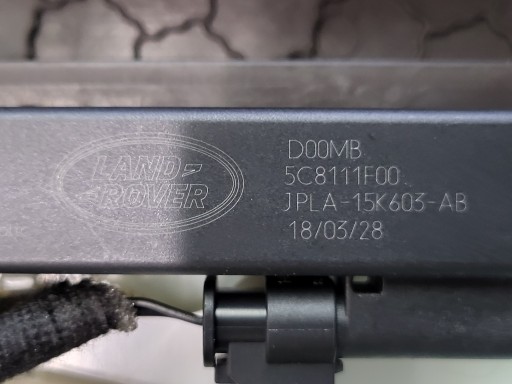 LAND-
ROVER
D00MB
5C8111F00
JPLA-15K603-AB
18/03/28